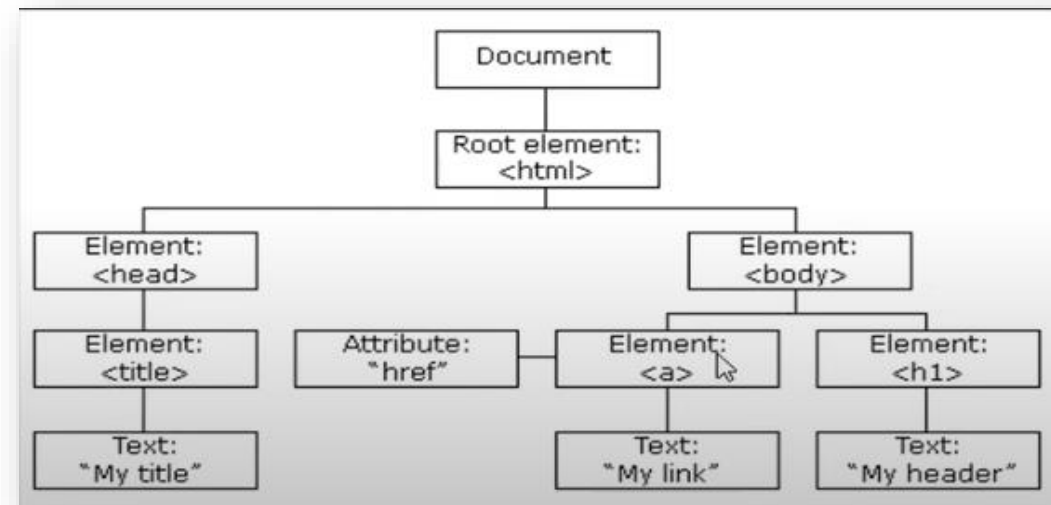 Document
Root element:
<html>
Element:
<head>
Element:
<body>
Element:
<title>
Attribute:
“href”
Element:
<a>
Element:
<h1>
Text:
“My title”
Text:
“My link”
Text:
“My header”